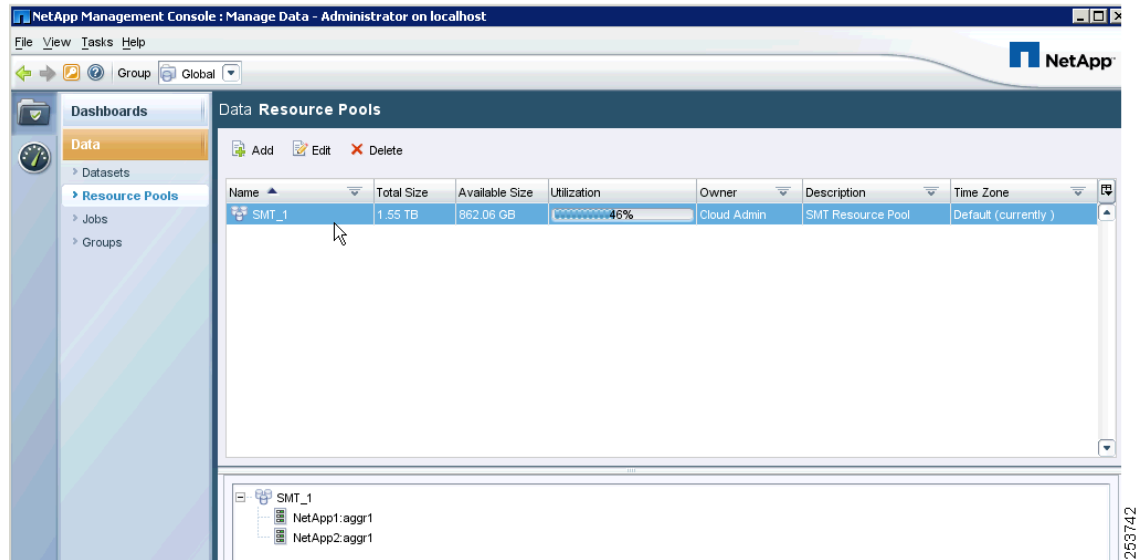 NetApp Management Console : Manage Data - Administrator on localhost
File View Tasks Help
NetApp
Group Global
Dashboards
Data
Datasets
Resource Pools
Jobs
Groups
Data Resource Pools
Add Edit Delete
Name Total Size Available Size Utilization Owner Description Time Zone
SMT_1 1.55 TB 862.06 GB 46% Cloud Admin SMT Resource Pool Default (currently )
SMT_1
NetApp1:aggr1
NetApp2:aggr1
253742